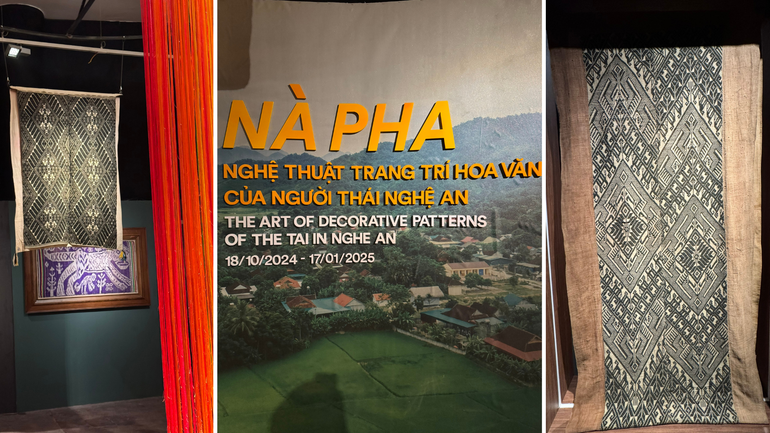 NÀ PHA
NGHỆ THUẬT TRANG TRÍ HOA VĂN
CỦA NGƯỜI THÁI NGHỆ AN
THE ART OF DECORATIVE PATTERNS
OF THE TAI IN NGHE AN
18/10/2024 - 17/01/2025